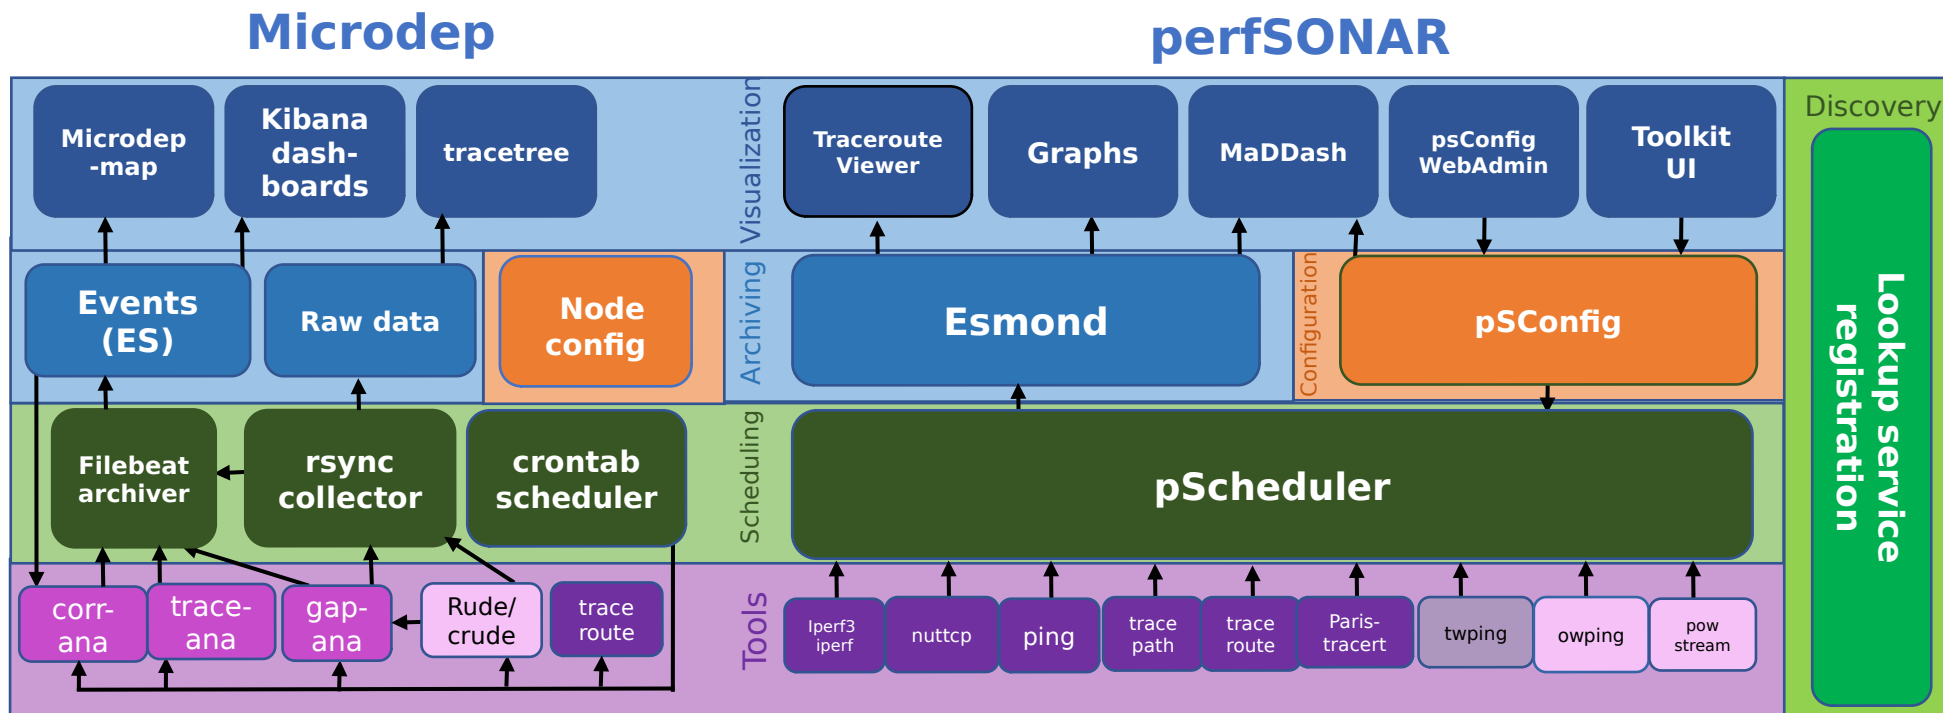 Microdep
perfSONAR
Visualization
Microdep
-map
Kibana
dash-
boards
tracetree
Traceroute
Viewer
Graphs
MaDDash
psConfig
WebAdmin
Toolkit
UI
Discovery
Lookup service
registration
Archiving
Events
(ES)
Raw data
Node
config
Esmond
Configuration
pSConfig
Scheduling
Filebeat
archiver
rsync
collector
crontab
scheduler
pScheduler
Tools
corr-
ana
trace-
ana
gap-
ana
Rude/
crude
trace
route
Iperf3
iperf
nuttcp
ping
trace
path
trace
route
Paris-
tracert
twping
owping
pow
stream